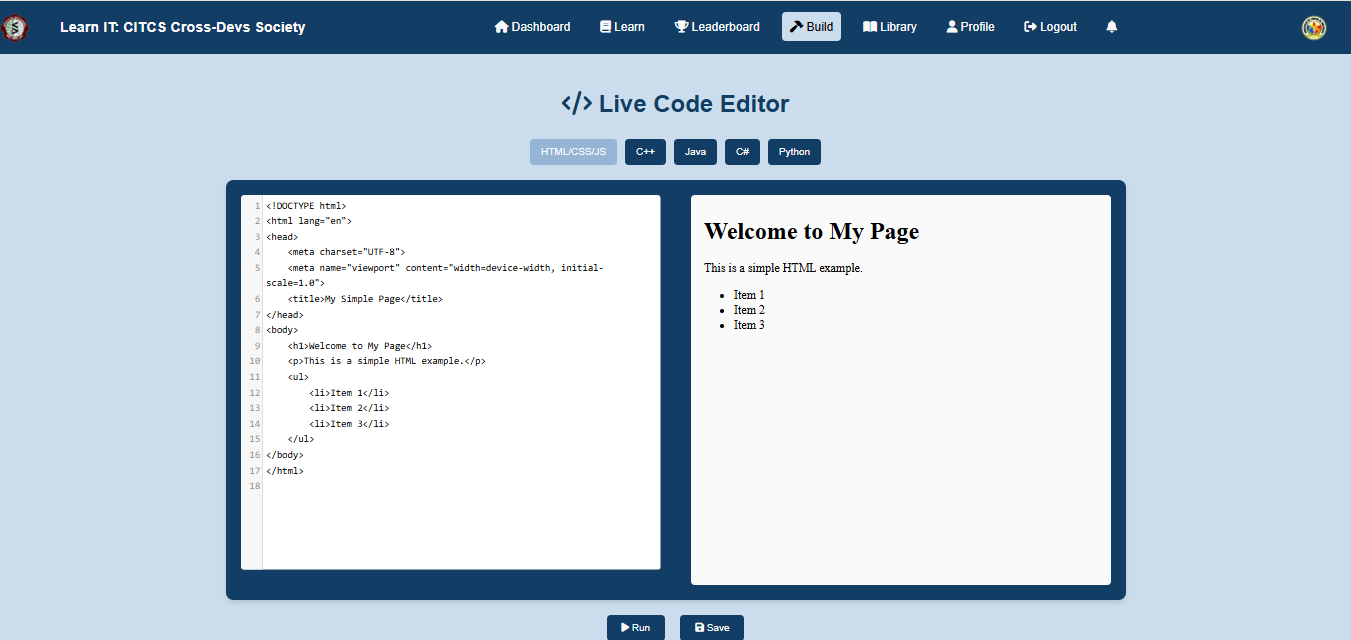 Learn IT: CITCS Cross-Devs Society
Dashboard
Learn
Leaderboard
Build
Library
Profile
Logout
</> Live Code Editor
HTML/CSS/JS
C++
Java
C#
Python
1 <!DOCTYPE html>
2 <html lang="en">
3 <head>
4     <meta charset="UTF-8">
5     <meta name="viewport" content="width=device-width, initial-
scale=1.0">
6     <title>My Simple Page</title>
7 </head>
8 <body>
9     <h1>Welcome to My Page</h1>
10     <p>This is a simple HTML example.</p>
11     <ul>
12         <li>Item 1</li>
13         <li>Item 2</li>
14         <li>Item 3</li>
15     </ul>
16 </body>
17 </html>
18
Welcome to My Page
This is a simple HTML example.
• Item 1
• Item 2
• Item 3
Run
Save